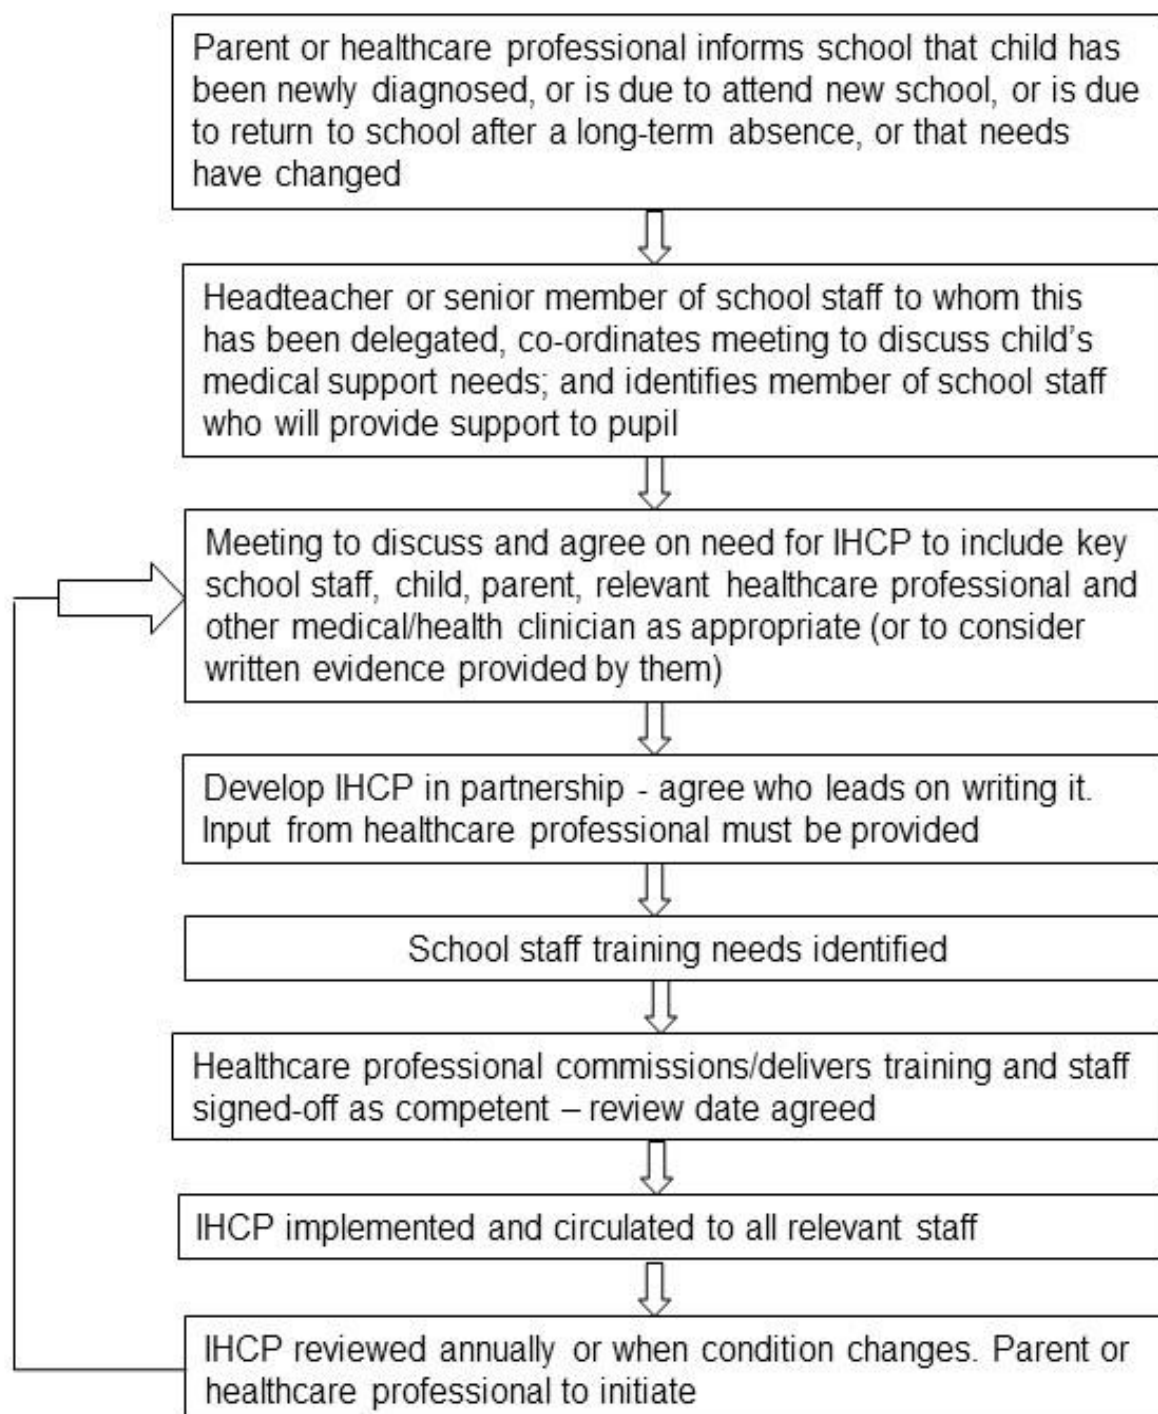 Parent or healthcare professional informs school that child has
been newly diagnosed, or is due to attend new school, or is due
to return to school after a long-term absence, or that needs
have changed
Headteacher or senior member of school staff to whom this
has been delegated, co-ordinates meeting to discuss child's
medical support needs; and identifies member of school staff
who will provide support to pupil
Meeting to discuss and agree on need for IHCP to include key
school staff, child, parent, relevant healthcare professional and
other medical/health clinician as appropriate (or to consider
written evidence provided by them)
Develop IHCP in partnership - agree who leads on writing it.
Input from healthcare professional must be provided
School staff training needs identified
Healthcare professional commissions/delivers training and staff
signed-off as competent – review date agreed
IHCP implemented and circulated to all relevant staff
IHCP reviewed annually or when condition changes. Parent or
healthcare professional to initiate